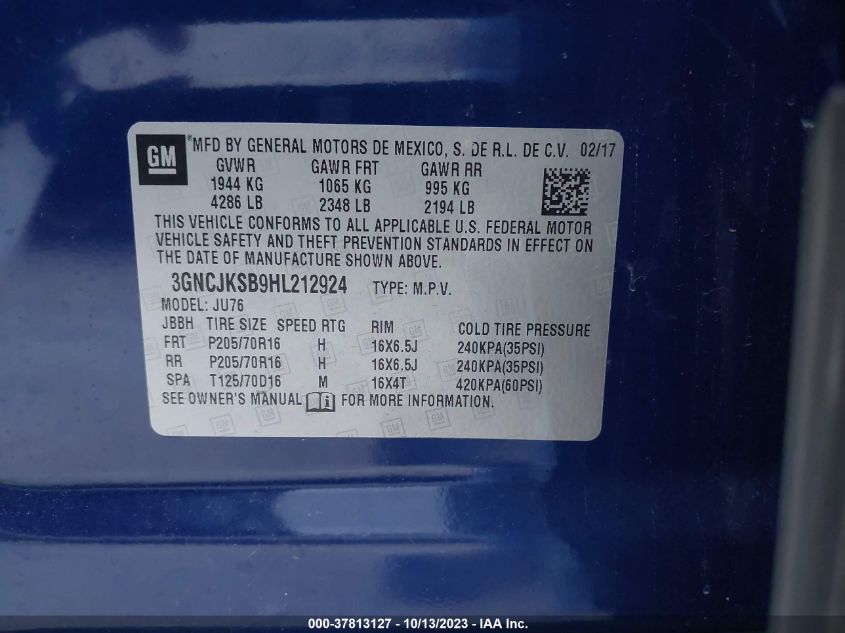 GM *MFD BY GENERAL MOTORS DE MEXICO, S. DE R.L. DE C.V. 02/17
GVWR GAWR FRT GAWR RR
1944 KG 1065 KG 995 KG
4286 LB 2348 LB 2194 LB
THIS VEHICLE CONFORMS TO ALL APPLICABLE U.S. FEDERAL MOTOR
VEHICLE SAFETY AND THEFT PREVENTION STANDARDS IN EFFECT ON
THE DATE OF MANUFACTURE SHOWN ABOVE.
3GNCJKSB9HL212924 TYPE: M.P.V.
MODEL: JU76
JBBH TIRE SIZE SPEED RTG RIM COLD TIRE PRESSURE
FRT P205/70R16 H 16X6.5J 240KPA(35PSI)
RR P205/70R16 H 16X6.5J 240KPA(35PSI)
SPA T125/70D16 M 16X4T 420KPA(60PSI)
SEE OWNER'S MANUAL FOR MORE INFORMATION.
000-37813127 - 10/13/2023 - IAA Inc.